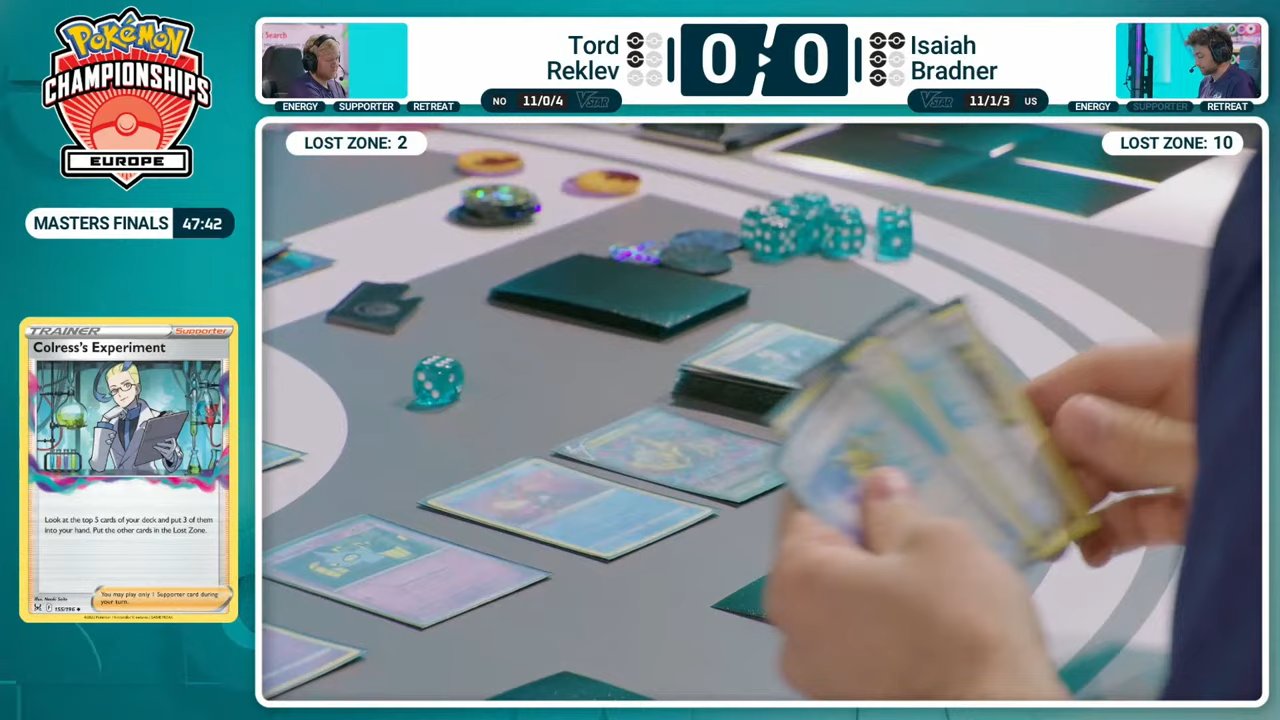 Pokémon
CHAMPIONSHIPS
EUROPE
MASTERS FINALS 47:42
Search
Tord
Reklev
0 0
Isaiah
Bradner
ENERGY SUPPORTER RETREAT
NO 11/0/4 VSTAR
VSTAR 11/1/3 US
ENERGY SUPPORTER RETREAT
LOST ZONE: 2
LOST ZONE: 10
TRAINER Supporter
Colress's Experiment
Look at the top 5 cards of your deck and put 3 of them
into your hand. Put the other cards in the Lost Zone.
You may play only 1 Supporter card during
your turn.
155/196